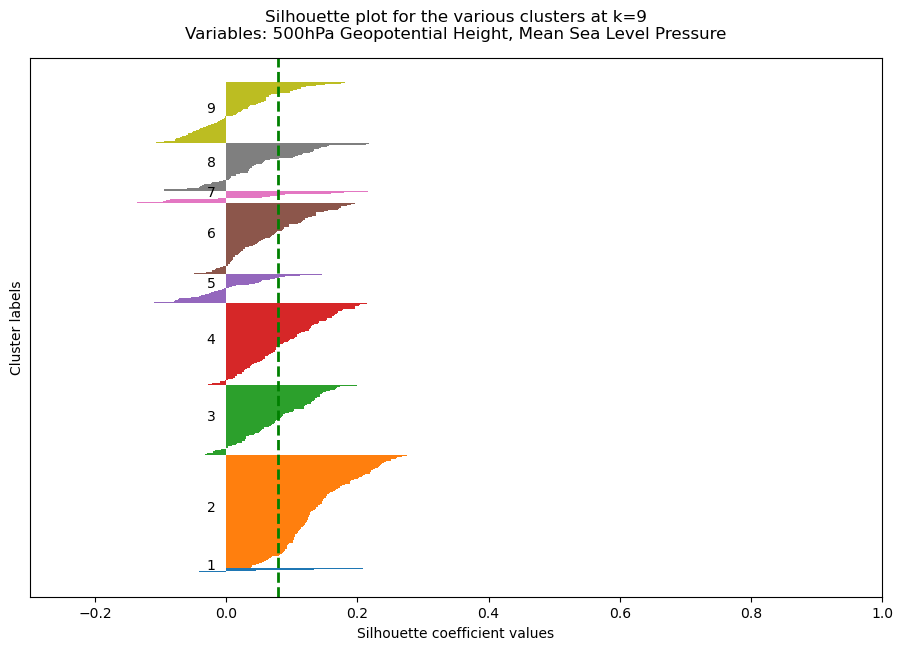 Silhouette plot for the various clusters at k=9
Variables: 500hPa Geopotential Height, Mean Sea Level Pressure
Cluster labels
9
8
7
6
5
4
3
2
1
−0.2 0.0 0.2 0.4 0.6 0.8 1.0
Silhouette coefficient values